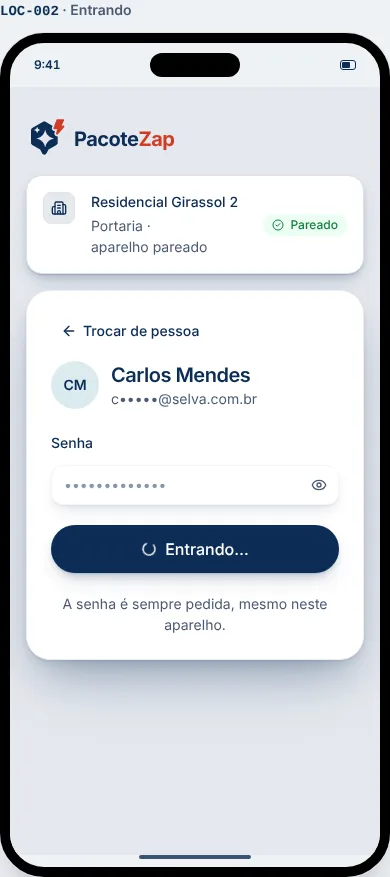 LOC-002 · Entrando
9:41
PacoteZap
Residencial Girassol 2
Portaria ·
aparelho pareado
Pareado
← Trocar de pessoa
CM
Carlos Mendes
c•••••@selva.com.br
Senha
•••••••••••••
Entrando...
A senha é sempre pedida, mesmo neste
aparelho.